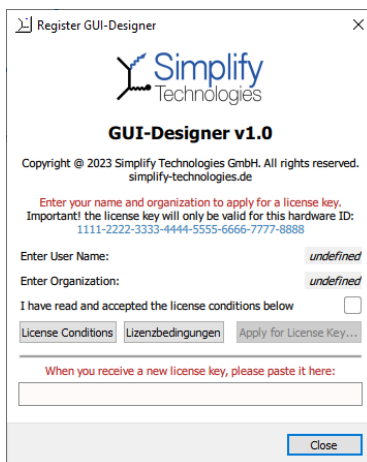 Register GUI-Designer
Simplify
Technologies
GUI-Designer v1.0
Copyright @ 2023 Simplify Technologies GmbH. All rights reserved.
simplify-technologies.de
Enter your name and organization to apply for a license key.
Important! the license key will only be valid for this hardware ID:
1111-2222-3333-4444-5555-6666-7777-8888
Enter User Name: undefined
Enter Organization: undefined
I have read and accepted the license conditions below
License Conditions Lizenzbedingungen Apply for License Key...
When you receive a new license key, please paste it here:
Close